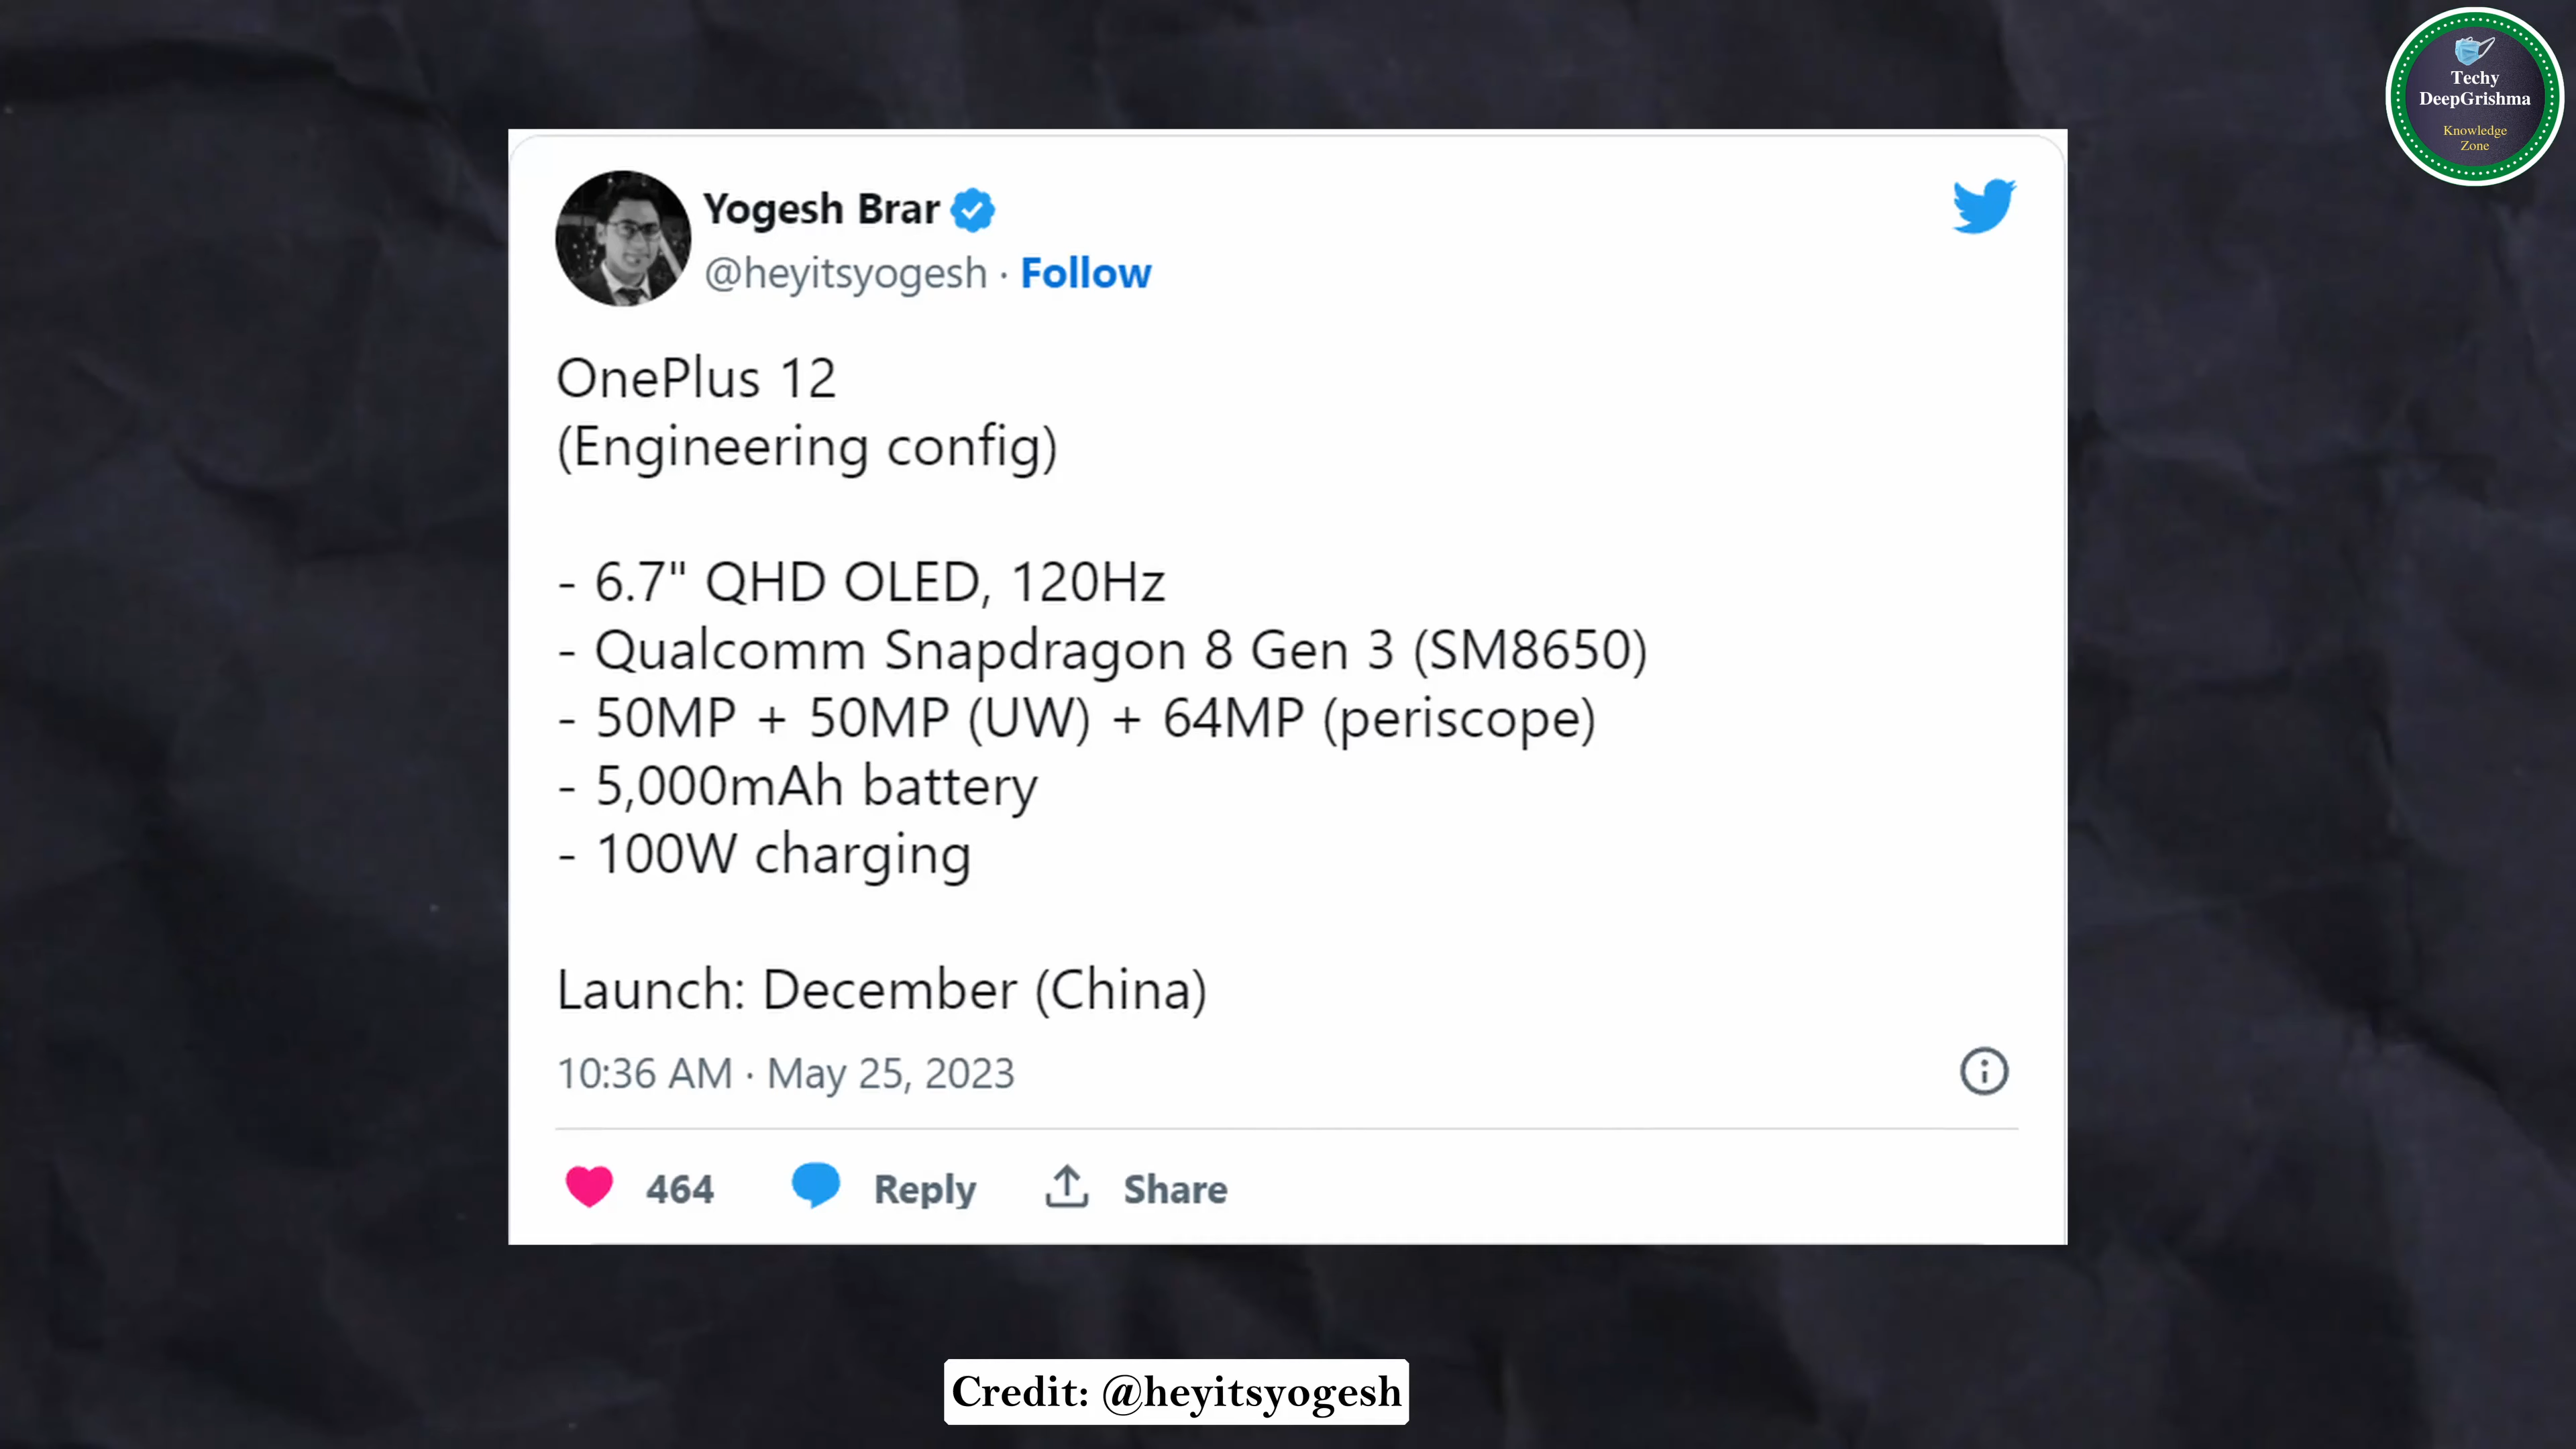 Techy
DeepGrishma
Knowledge
Zone
Yogesh Brar
@heyitsyogesh · Follow
OnePlus 12
(Engineering config)
- 6.7" QHD OLED, 120Hz
- Qualcomm Snapdragon 8 Gen 3 (SM8650)
- 50MP + 50MP (UW) + 64MP (periscope)
- 5,000mAh battery
- 100W charging
Launch: December (China)
10:36 AM · May 25, 2023
464 Reply Share
Credit: @heyitsyogesh